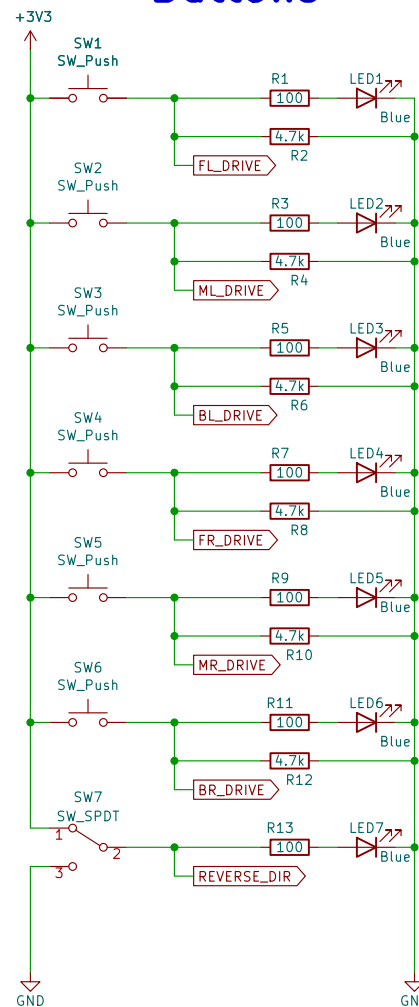 Buttons
+3V3
SW1
SW_Push
R1
100
LED1
Blue
4.7k
R2
FL_DRIVE
SW2
SW_Push
R3
100
LED2
Blue
4.7k
R4
ML_DRIVE
SW3
SW_Push
R5
100
LED3
Blue
4.7k
R6
BL_DRIVE
SW4
SW_Push
R7
100
LED4
Blue
4.7k
R8
FR_DRIVE
SW5
SW_Push
R9
100
LED5
Blue
4.7k
R10
MR_DRIVE
SW6
SW_Push
R11
100
LED6
Blue
4.7k
R12
BR_DRIVE
SW7
SW_SPDT
1
2
3
R13
100
LED7
Blue
REVERSE_DIR
GND
GN